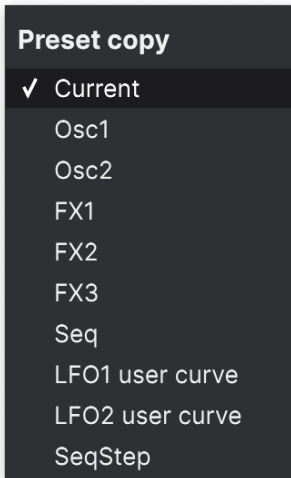 Preset copy
✓ Current
Osc1
Osc2
FX1
FX2
FX3
Seq
LFO1 user curve
LFO2 user curve
SeqStep